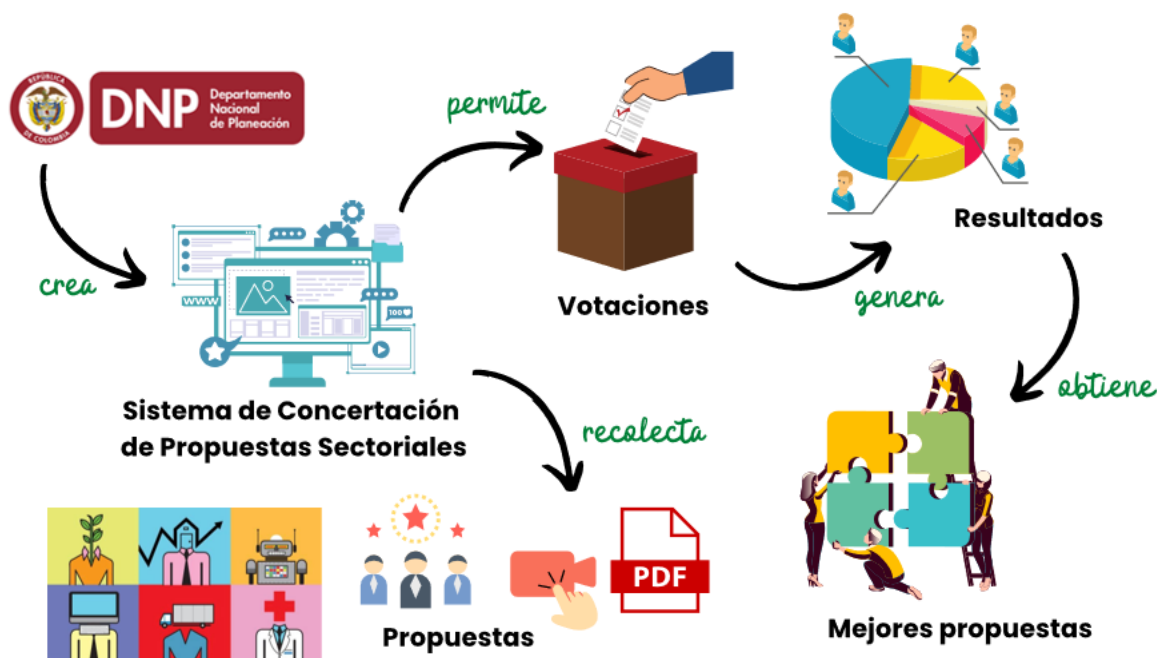 REPÚBLICA
DE COLOMBIA
DNP
Departamento
Nacional
de Planeación
permite
crea
WWW
100
Sistema de Concertación
de Propuestas Sectoriales
Votaciones
Resultados
genera
obtiene
recolecta
PDF
Propuestas
Mejores propuestas